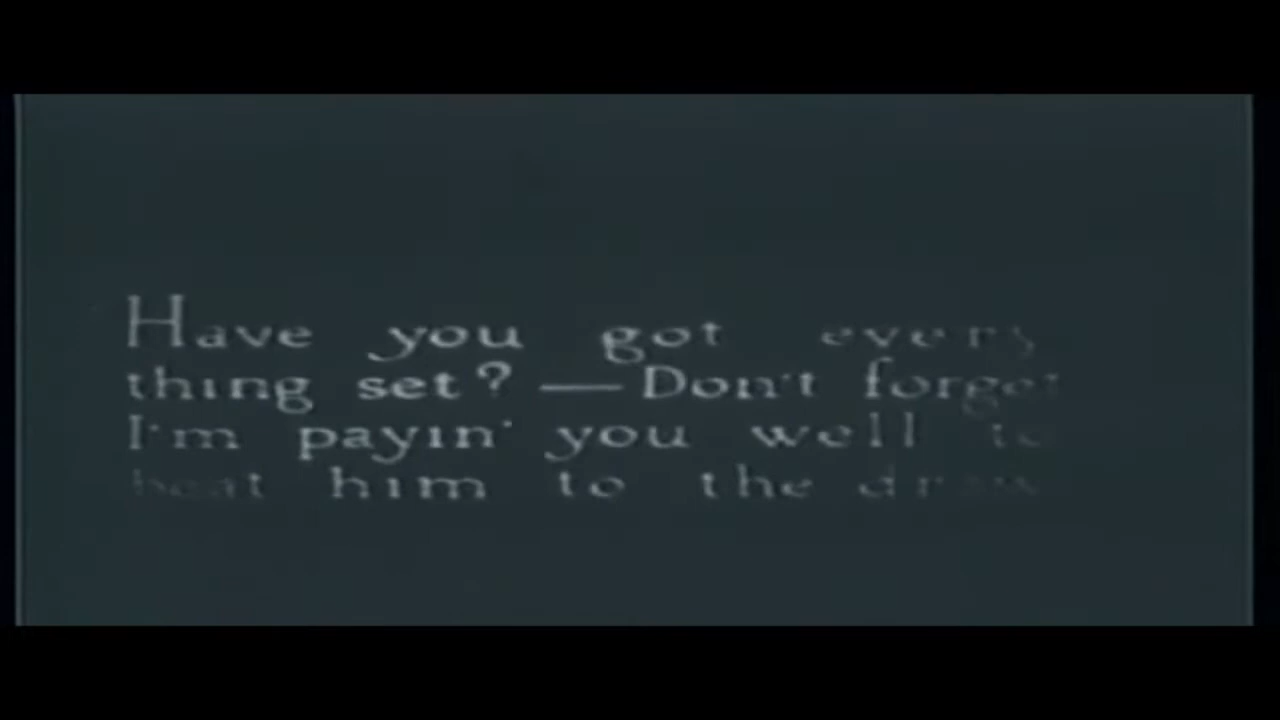 Have you got every
thing set? — Don't forget
I'm payin' you well to
beat him to the draw